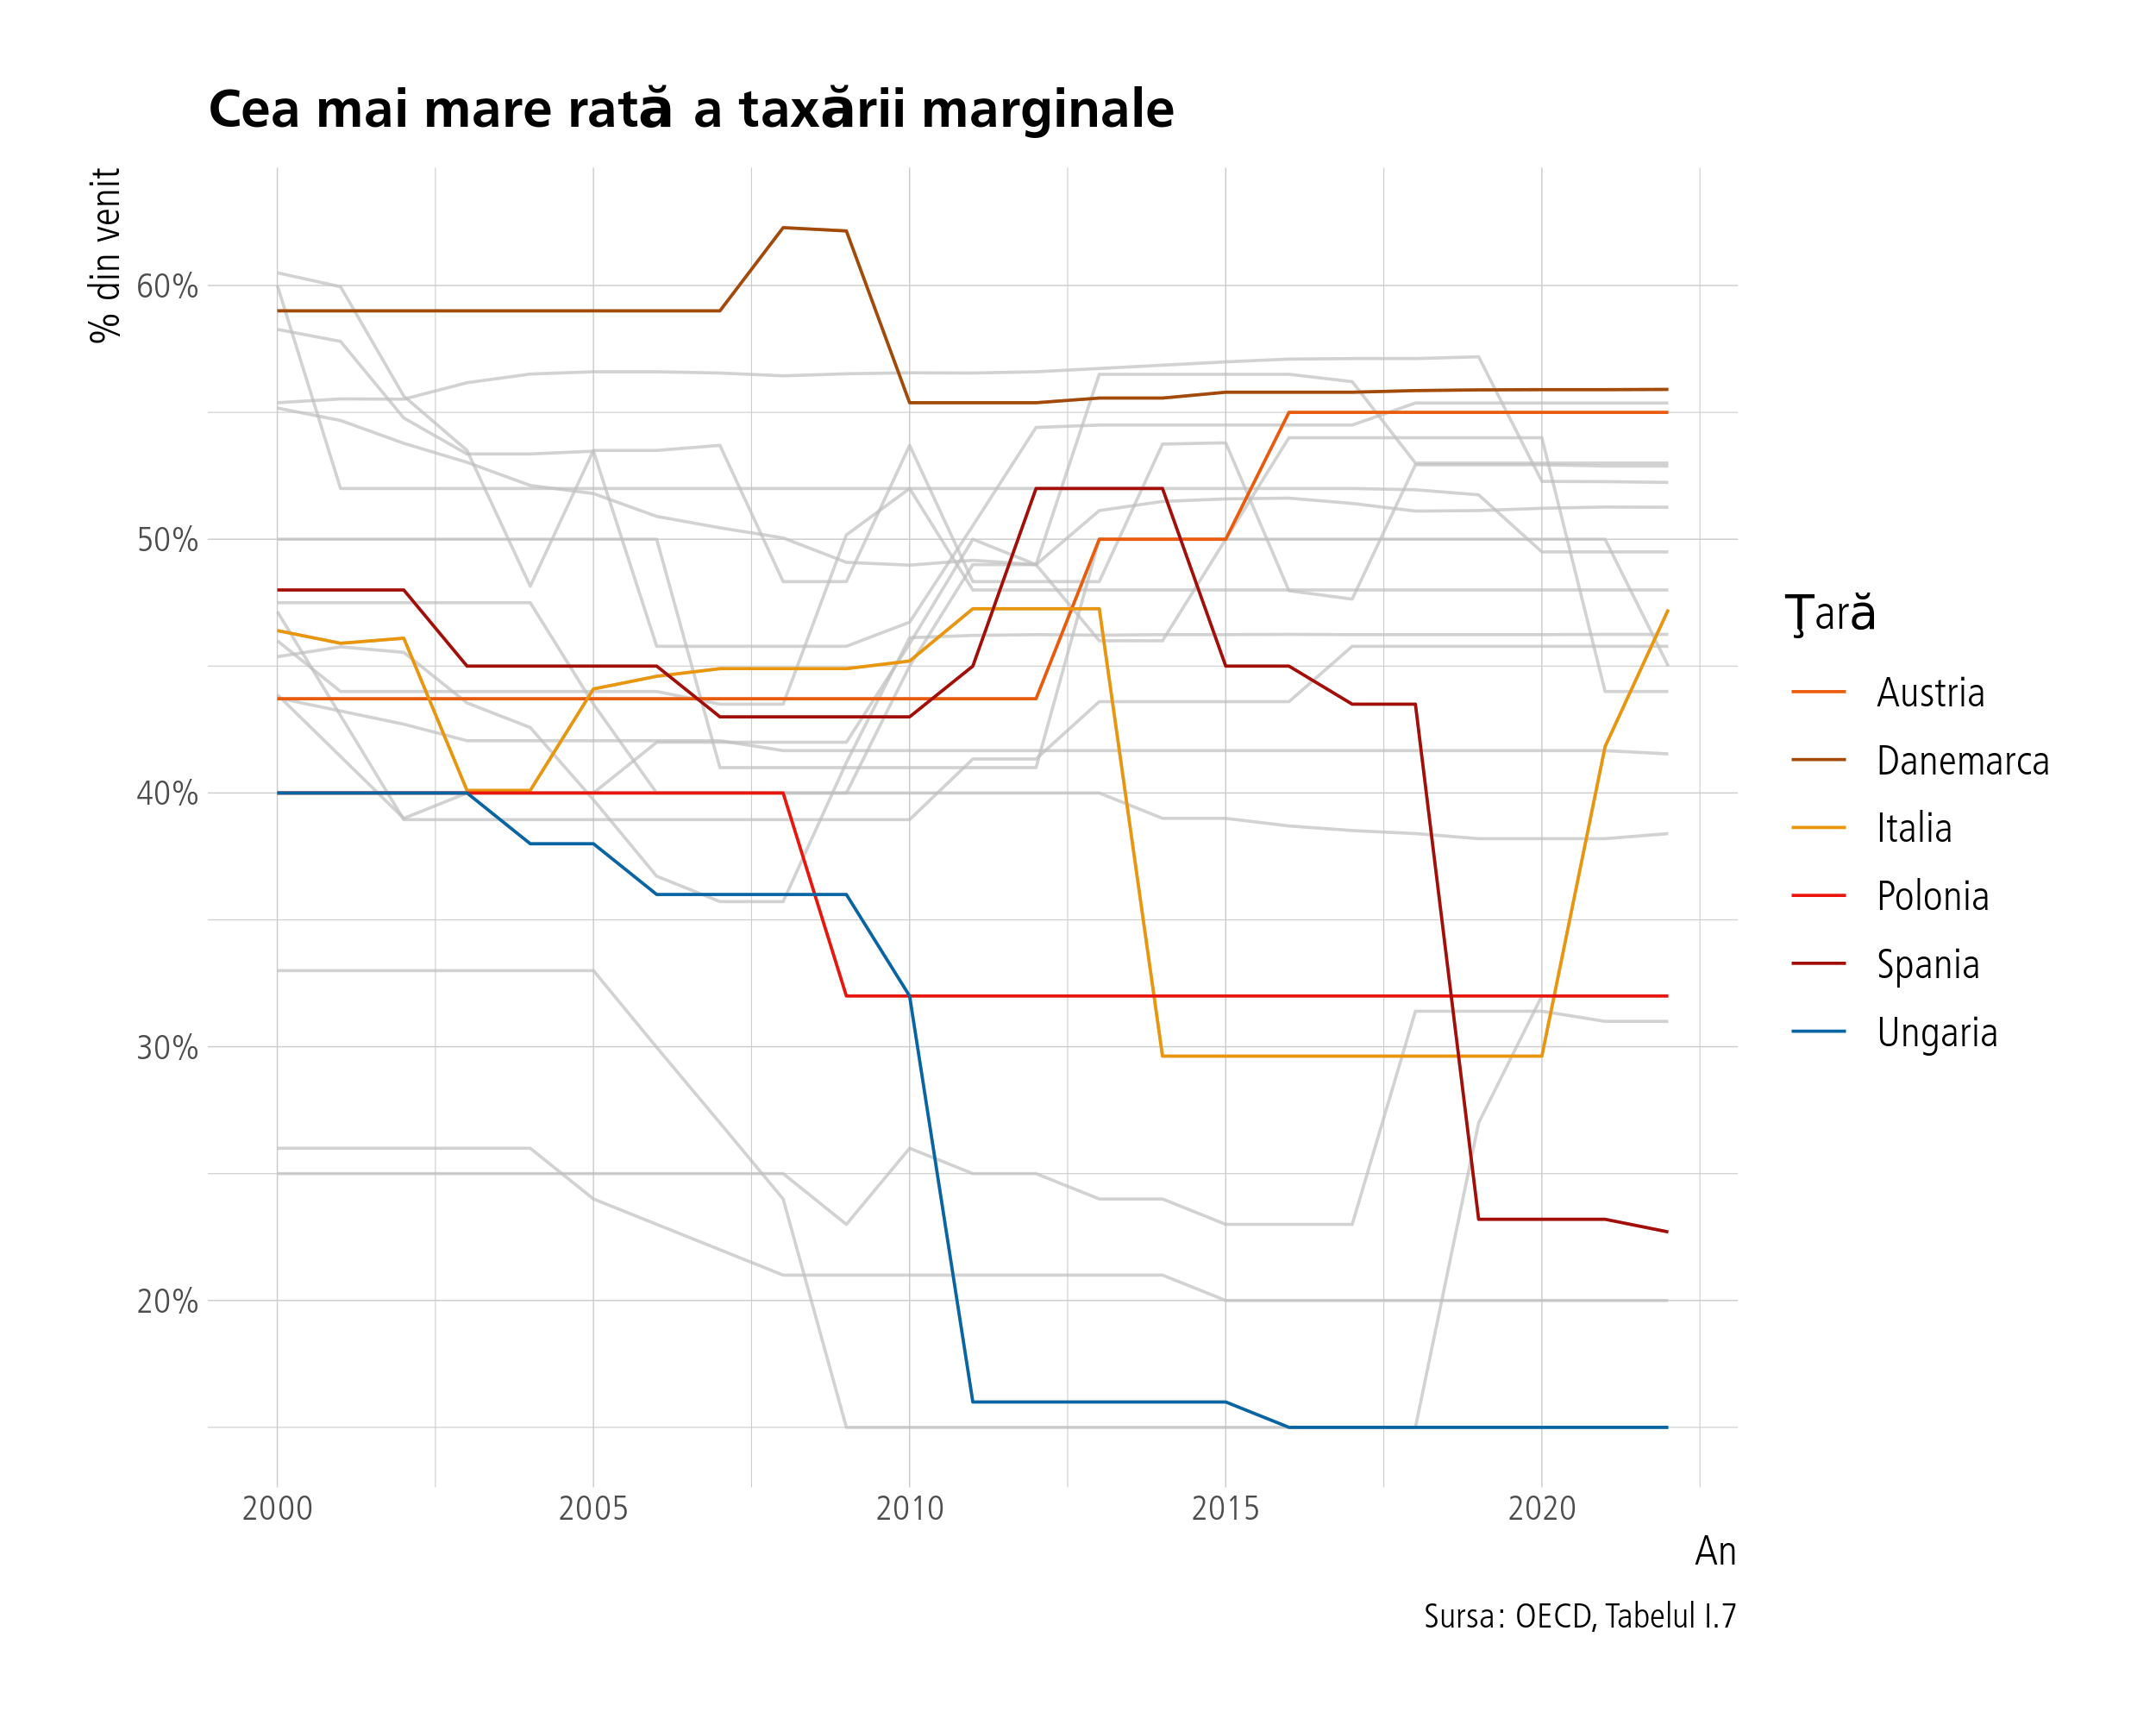 Cea mai mare rată a taxării marginale
% din venit
60%
50%
40%
30%
20%
2000 2005 2010 2015 2020
An
Ţară
Austria
Danemarca
Italia
Polonia
Spania
Ungaria
Sursa: OECD, Tabelul I.7